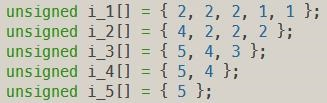 unsigned i_1[] = { 2, 2, 2, 1, 1 };
unsigned i_2[] = { 4, 2, 2, 2 };
unsigned i_3[] = { 5, 4, 3 };
unsigned i_4[] = { 5, 4 };
unsigned i_5[] = { 5 };